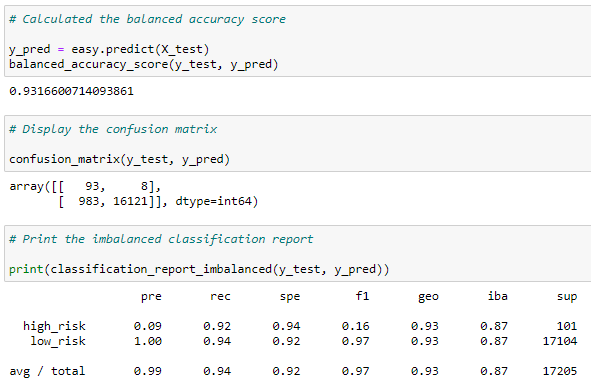 # Calculated the balanced accuracy score
y_pred = easy.predict(X_test)
balanced_accuracy_score(y_test, y_pred)
0.9316600714093861
# Display the confusion matrix
confusion_matrix(y_test, y_pred)
array([[   93,     8],
       [  983, 16121]], dtype=int64)
# Print the imbalanced classification report
print(classification_report_imbalanced(y_test, y_pred))
                   pre       rec       spe        f1       geo       iba       sup
  high_risk       0.09      0.92      0.94      0.16      0.93      0.87       101
   low_risk       1.00      0.94      0.92      0.97      0.93      0.87     17104
avg / total       0.99      0.94      0.92      0.97      0.93      0.87     17205